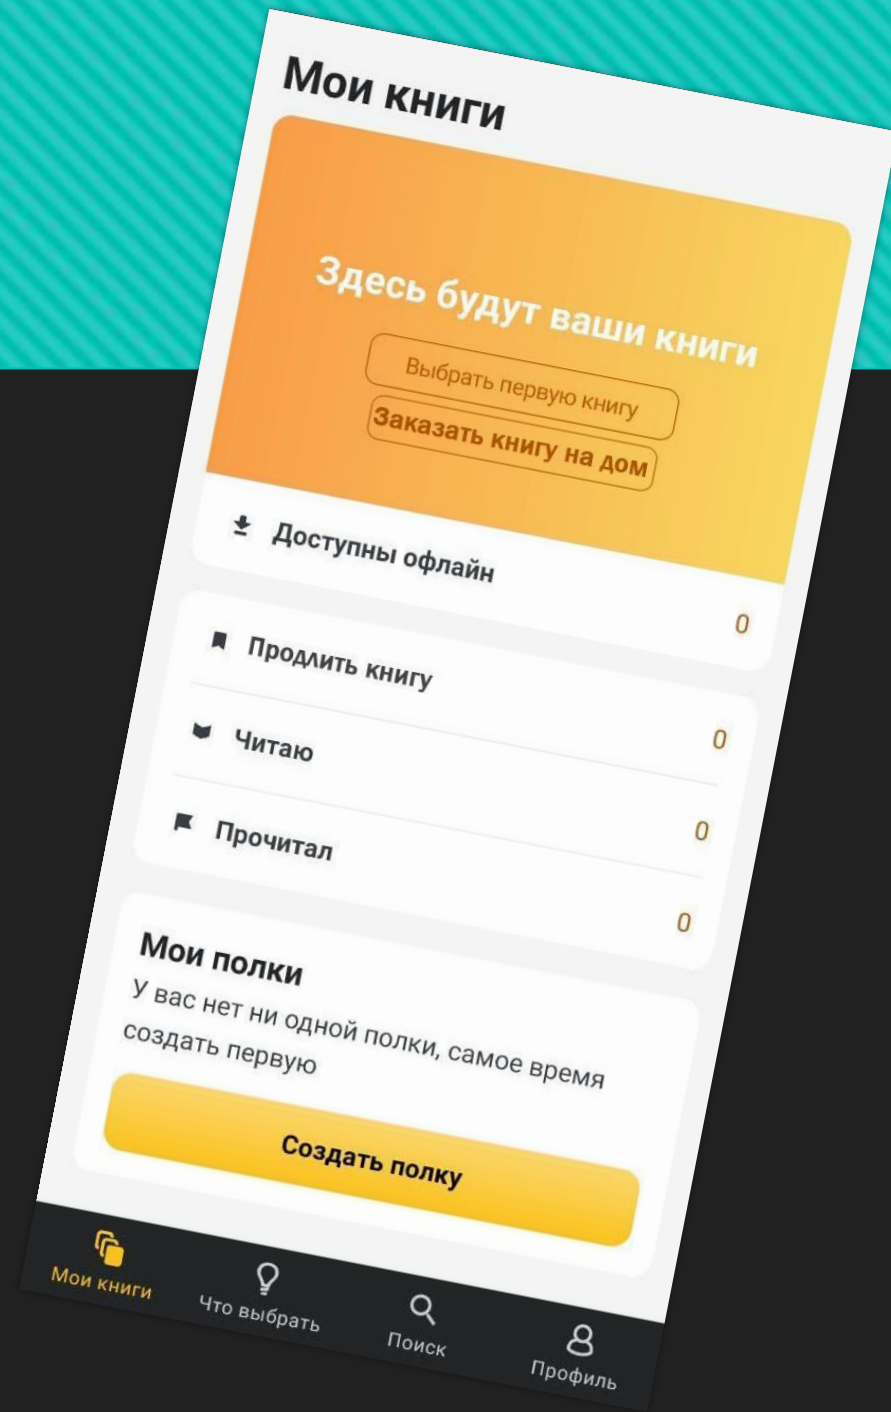 Мои книги
Здесь будут ваши книги
Выбрать первую книгу
Заказать книгу на дом
Доступны офлайн 0
Продлить книгу 0
Читаю 0
Прочитал 0
Мои полки
У вас нет ни одной полки, самое время
создать первую
Создать полку
Мои книги
Что выбрать
Поиск
Профиль